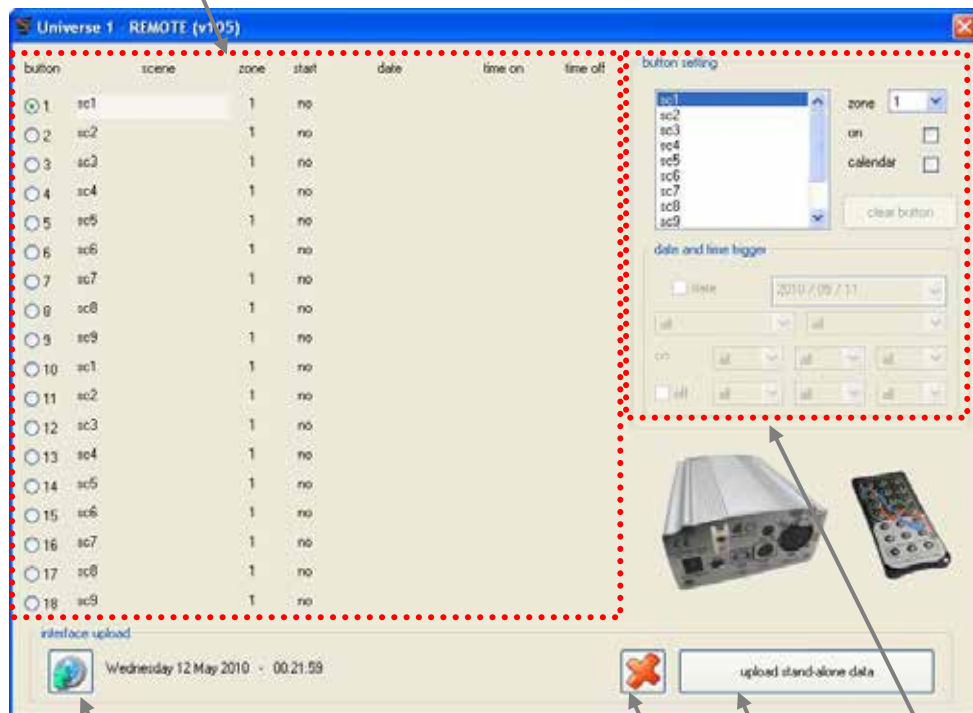 Universe 1 - REMOTE (v105)
button scene zone start date time on time off
1 sc1 1 no
2 sc2 1 no
3 sc3 1 no
4 sc4 1 no
5 sc5 1 no
6 sc6 1 no
7 sc7 1 no
8 sc8 1 no
9 sc9 1 no
10 sc1 1 no
11 sc2 1 no
12 sc3 1 no
13 sc4 1 no
14 sc5 1 no
15 sc6 1 no
16 sc7 1 no
17 sc8 1 no
18 sc9 1 no
button setting
sc1
sc2
sc3
sc4
sc5
sc6
sc7
sc8
sc9
zone 1
on
calendar
clear button
date and time trigger
date 2010 / 09 / 11
all all
on all all all
off all all all
interface upload
Wednesday 12 May 2010 - 00:21:59
upload stand-alone data